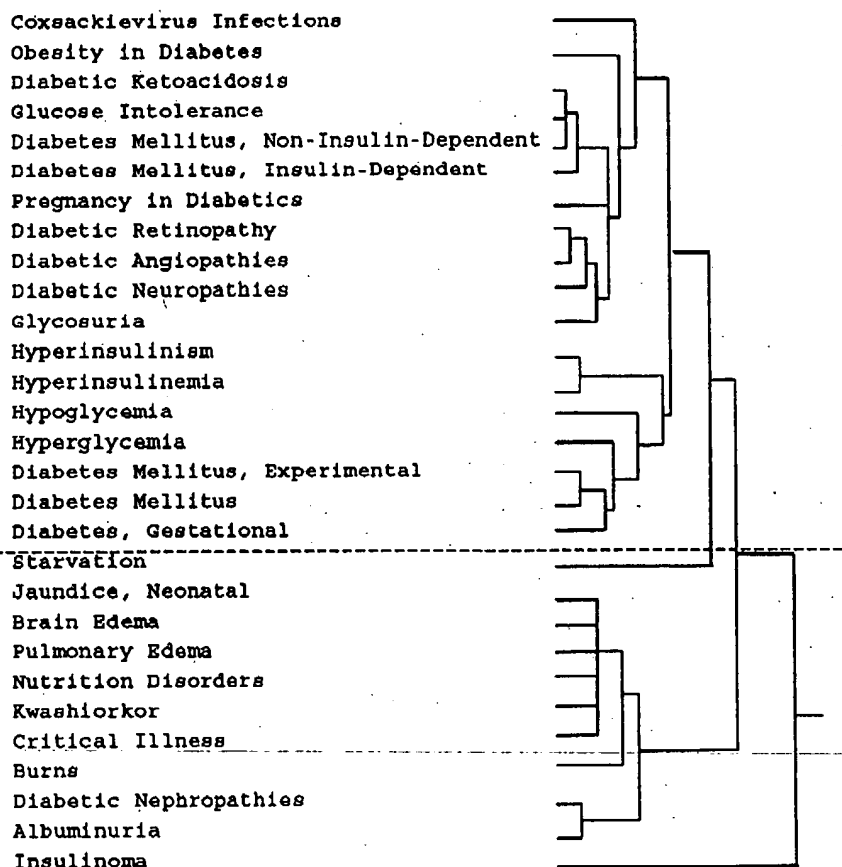 Coxsackievirus Infections
Obesity in Diabetes
Diabetic Ketoacidosis
Glucose Intolerance
Diabetes Mellitus, Non-Insulin-Dependent
Diabetes Mellitus, Insulin-Dependent
Pregnancy in Diabetics
Diabetic Retinopathy
Diabetic Angiopathies
Diabetic Neuropathies
Glycosuria
Hyperinsulinism
Hyperinsulinemia
Hypoglycemia
Hyperglycemia
Diabetes Mellitus, Experimental
Diabetes Mellitus
Diabetes, Gestational
Starvation
Jaundice, Neonatal
Brain Edema
Pulmonary Edema
Nutrition Disorders
Kwashiorkor
Critical Illness
Burns
Diabetic Nephropathies
Albuminuria
Insulinoma